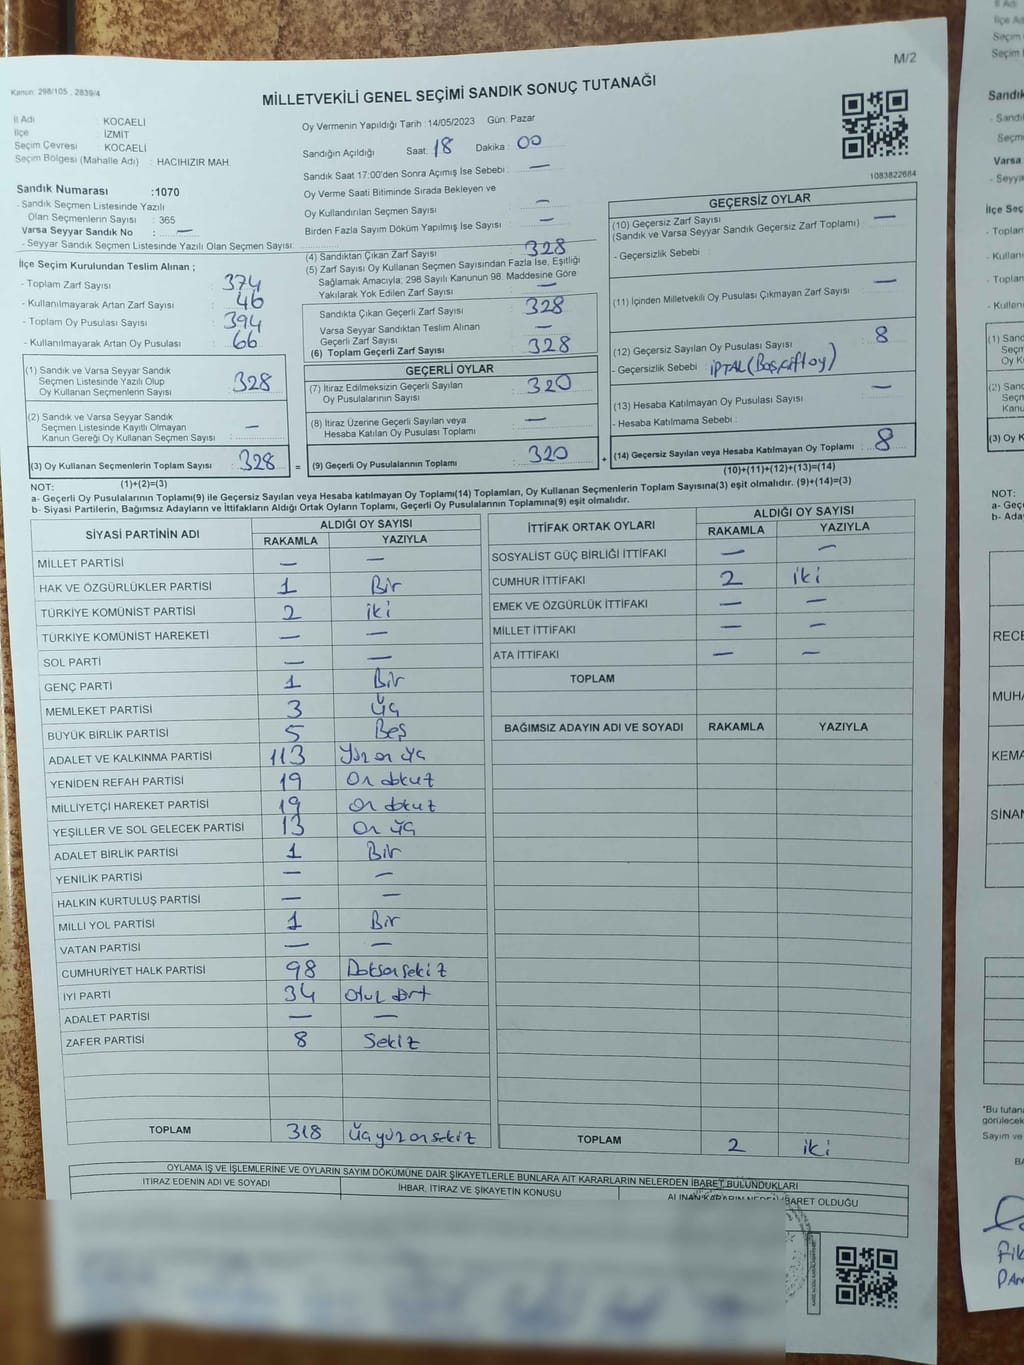 M/2
Kanun: 298/105 , 2839/4
MİLLETVEKİLİ GENEL SEÇİMİ SANDIK SONUÇ TUTANAĞI
İl Adı KOCAELİ
İlçe İZMİT
Seçim Çevresi : KOCAELİ
Seçim Bölgesi (Mahalle Adı) : HACIHIZIR MAH.
Oy Vermenin Yapıldığı Tarih : 14/05/2023 Gün: Pazar
Sandığın Açıldığı Saat: 18 Dakika : 00
Sandık Saat 17:00'den Sonra Açımış İse Sebebi : —
Oy Verme Saati Bitiminde Sırada Bekleyen ve
Oy Kullandırılan Seçmen Sayısı —
Birden Fazla Sayım Döküm Yapılmış İse Sayısı : —
1083822684
Sandık Numarası :1070
- Sandık Seçmen Listesinde Yazılı
Olan Seçmenlerin Sayısı : 365
Varsa Seyyar Sandık No : —
- Seyyar Sandık Seçmen Listesinde Yazılı Olan Seçmen Sayısı:
İlçe Seçim Kurulundan Teslim Alınan ;
- Toplam Zarf Sayısı : 374
- Kullanılmayarak Artan Zarf Sayısı : 46
- Toplam Oy Pusulası Sayısı : 394
- Kullanılmayarak Artan Oy Pusulası : 66
(4) Sandıktan Çıkan Zarf Sayısı 328
(5) Zarf Sayısı Oy Kullanan Seçmen Sayısından Fazla İse, Eşitliği
Sağlamak Amacıyla; 298 Sayılı Kanunun 98. Maddesine Göre
Yakılarak Yok Edilen Zarf Sayısı : —
Sandıkta Çıkan Geçerli Zarf Sayısı : 328
Varsa Seyyar Sandıktan Teslim Alınan
Geçerli Zarf Sayısı : —
(6) Toplam Geçerli Zarf Sayısı : 328
GEÇERSİZ OYLAR
(10) Geçersiz Zarf Sayısı
(Sandık ve Varsa Seyyar Sandık Geçersiz Zarf Toplamı) : —
- Geçersizlik Sebebi :
(11) İçinden Milletvekili Oy Pusulası Çıkmayan Zarf Sayısı : —
(12) Geçersiz Sayılan Oy Pusulası Sayısı : 8
- Geçersizlik Sebebi : İPTAL
(13) Hesaba Katılmayan Oy Pusulası Sayısı : —
- Hesaba Katılmama Sebebi :
(14) Geçersiz Sayılan veya Hesaba Katılmayan Oy Toplamı : 8
(10)+(11)+(12)+(13)=(14)
(1) Sandık ve Varsa Seyyar Sandık
Seçmen Listesinde Yazılı Olup
Oy Kullanan Seçmenlerin Sayısı : 328
(2) Sandık ve Varsa Seyyar Sandık
Seçmen Listesinde Kayıtlı Olmayan
Kanun Gereği Oy Kullanan Seçmen Sayısı : —
(3) Oy Kullanan Seçmenlerin Toplam Sayısı : 328 =
(1)+(2)=(3)
GEÇERLİ OYLAR
(7) İtiraz Edilmeksizin Geçerli Sayılan
Oy Pusulalarının Sayısı : 320
(8) İtiraz Üzerine Geçerli Sayılan veya
Hesaba Katılan Oy Pusulası Toplamı : —
(9) Geçerli Oy Pusulalarının Toplamı : 320 +
NOT:
a- Geçerli Oy Pusulalarının Toplamı(9) ile Geçersiz Sayılan veya Hesaba katılmayan Oy Toplamı(14) Toplamları, Oy Kullanan Seçmenlerin Toplam Sayısına(3) eşit olmalıdır. (9)+(14)=(3)
b- Siyasi Partilerin, Bağımsız Adayların ve İttifakların Aldığı Ortak Oyların Toplamı, Geçerli Oy Pusulalarının Toplamına(9) eşit olmalıdır.
SİYASİ PARTİNİN ADI ALDIĞI OY SAYISI
RAKAMLA YAZIYLA
MİLLET PARTİSİ — —
HAK VE ÖZGÜRLÜKLER PARTİSİ 1 Bir
TÜRKİYE KOMÜNİST PARTİSİ 2 iki
TÜRKİYE KOMÜNİST HAREKETİ — —
SOL PARTİ — —
GENÇ PARTİ 1 Bir
MEMLEKET PARTİSİ 3 Üç
BÜYÜK BİRLİK PARTİSİ 5 Beş
ADALET VE KALKINMA PARTİSİ 113 Yüz on üç
YENİDEN REFAH PARTİSİ 19 On dokuz
MİLLİYETÇİ HAREKET PARTİSİ 19 On dokuz
YEŞİLLER VE SOL GELECEK PARTİSİ 13 On üç
ADALET BİRLİK PARTİSİ 1 Bir
YENİLİK PARTİSİ — —
HALKIN KURTULUŞ PARTİSİ — —
MİLLİ YOL PARTİSİ 1 Bir
VATAN PARTİSİ — —
CUMHURİYET HALK PARTİSİ 98 Doksan sekiz
İYİ PARTİ 34 Otuz dört
ADALET PARTİSİ — —
ZAFER PARTİSİ 8 Sekiz
TOPLAM 318 Üçyüz on sekiz
İTTİFAK ORTAK OYLARI ALDIĞI OY SAYISI
RAKAMLA YAZIYLA
SOSYALİST GÜÇ BİRLİĞİ İTTİFAKI — —
CUMHUR İTTİFAKI 2 iki
EMEK VE ÖZGÜRLÜK İTTİFAKI — —
MİLLET İTTİFAKI — —
ATA İTTİFAKI — —
TOPLAM
BAĞIMSIZ ADAYIN ADI VE SOYADI RAKAMLA YAZIYLA
TOPLAM 2 iki
OYLAMA İŞ VE İŞLEMLERİNE VE OYLARIN SAYIM DÖKÜMÜNE DAİR ŞİKAYETLERLE BUNLARA AİT KARARLARIN NELERDEN İBARET BULUNDUKLARI
İTİRAZ EDENİN ADI VE SOYADI
İHBAR, İTİRAZ VE ŞİKAYETİN KONUSU
ALINAN KARARIN NEDEN İBARET OLDUĞU
İlçe Seç
- Toplan
- Kullanı
- Toplan
- Kullanı
(1) Sand
Seçm
Oy K
(2) Sand
(3) Oy K
NOT:
a- Geç
b- Ada
RECE
MUHA
KEMA
SİNAN
*Bu tutana
görülecek
Sayım ve